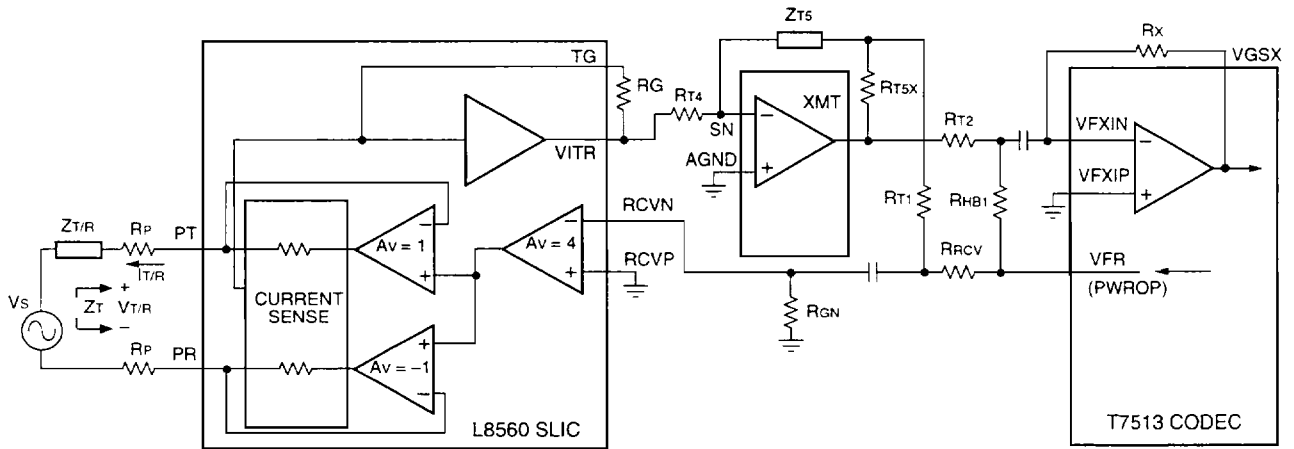 ZT5
RX
TG
RG
VGSX
RT4
RT5X
XMT
SN
RT2
VFXIN
VITR
AGND
VFXIP
RT1
RHB1
RCVN
ZT/R
RP
PT
AV = 1
AV = 4
RCVP
RRCV
VFR
(PWROP)
IT/R
VS
ZT
+
VT/R
−
CURRENT
SENSE
RGN
RP
PR
AV = −1
L8560 SLIC
T7513 CODEC